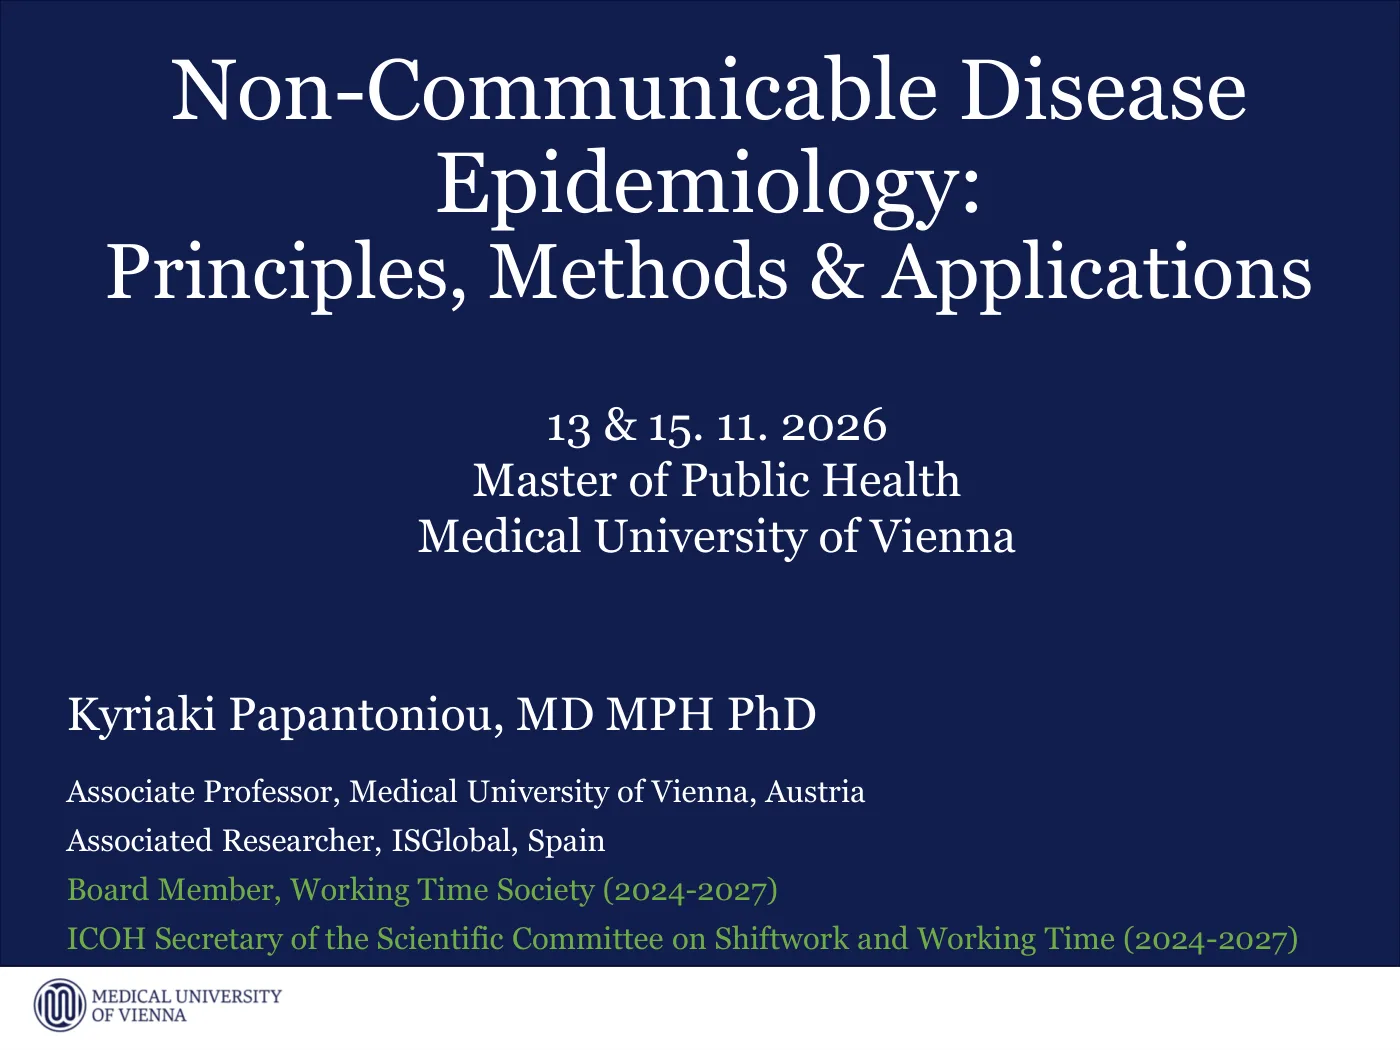 Non-Communicable Disease
Epidemiology:
Principles, Methods & Applications
13 & 15. 11. 2026
Master of Public Health
Medical University of Vienna
Kyriaki Papantoniou, MD MPH PhD
Associate Professor, Medical University of Vienna, Austria
Associated Researcher, ISGlobal, Spain
Board Member, Working Time Society (2024-2027)
ICOH Secretary of the Scientific Committee on Shiftwork and Working Time (2024-2027)
MEDICAL UNIVERSITY
OF VIENNA